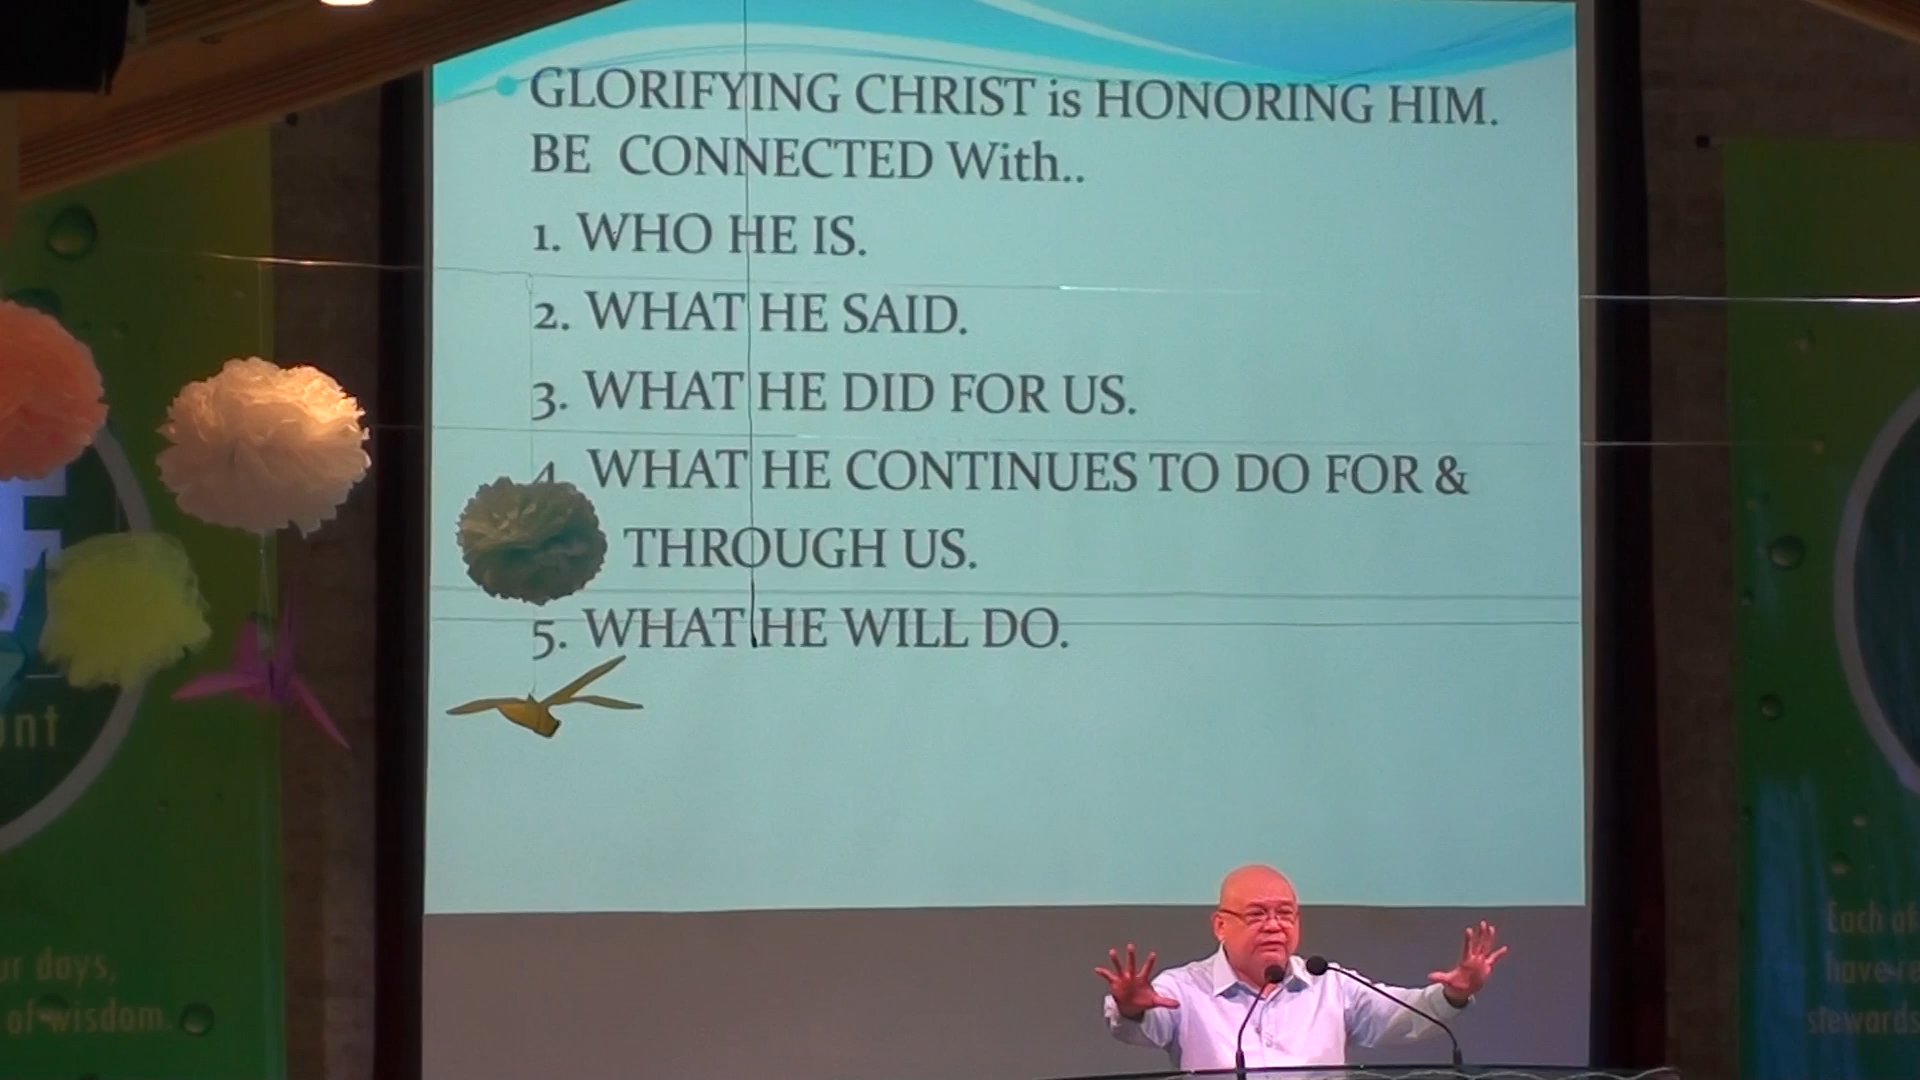 GLORIFYING CHRIST is HONORING HIM.
BE CONNECTED With..
1. WHO HE IS.
2. WHAT HE SAID.
3. WHAT HE DID FOR US.
4. WHAT HE CONTINUES TO DO FOR &
THROUGH US.
5. WHAT HE WILL DO.
days,
of wisdom.
Each of
have
stewards